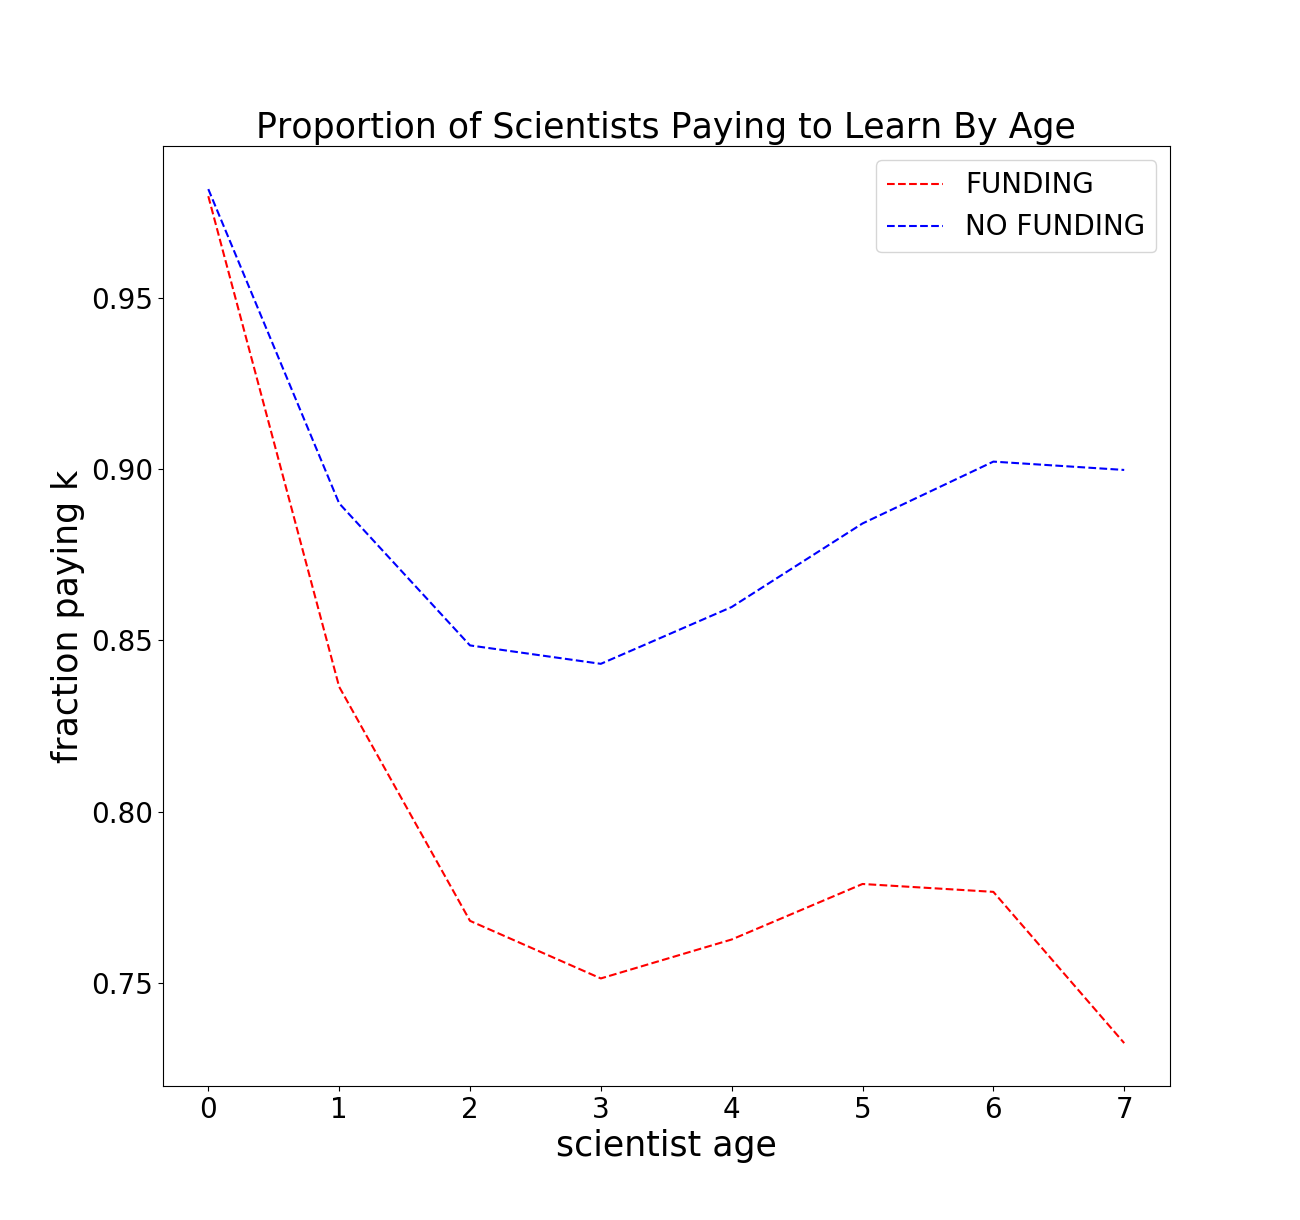 Proportion of Scientists Paying to Learn By Age
FUNDING
NO FUNDING
fraction paying k
0.95
0.90
0.85
0.80
0.75
0 1 2 3 4 5 6 7
scientist age